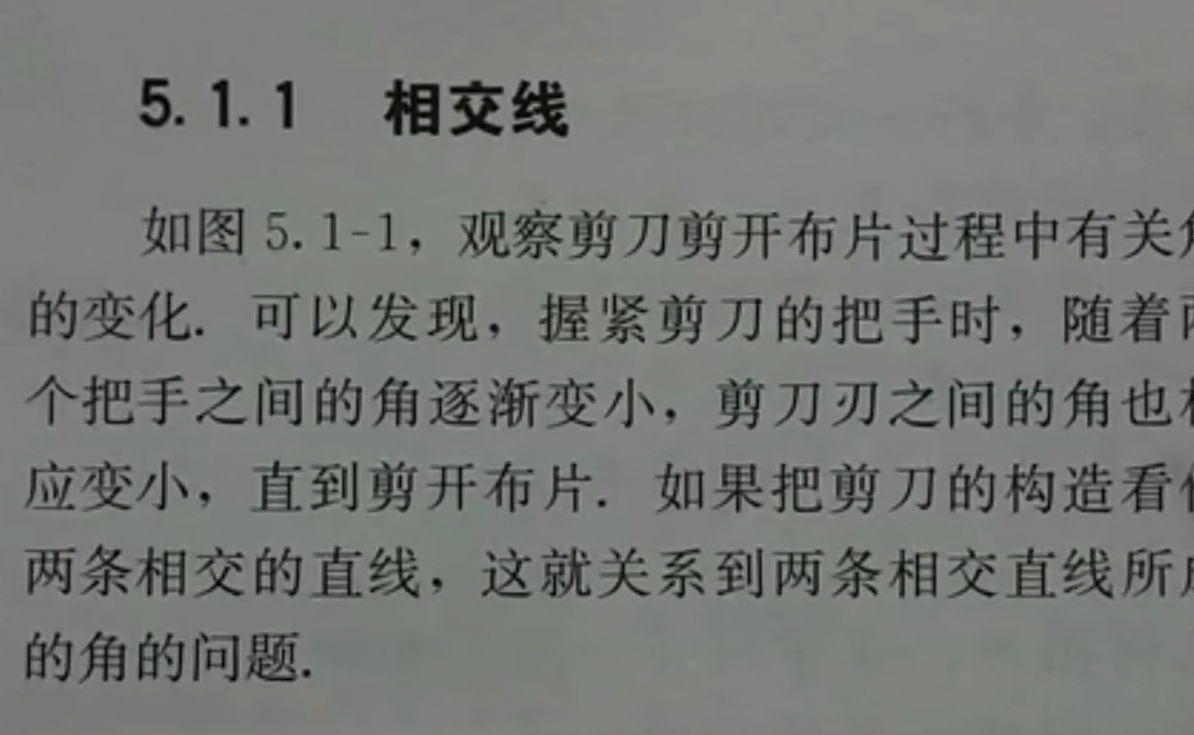 5.1.1 相交线
如图 5.1-1，观察剪刀剪开布片过程中有关
的变化．可以发现，握紧剪刀的把手时，随着
个把手之间的角逐渐变小，剪刀刃之间的角也
应变小，直到剪开布片．如果把剪刀的构造看
两条相交的直线，这就关系到两条相交直线所
的角的问题．